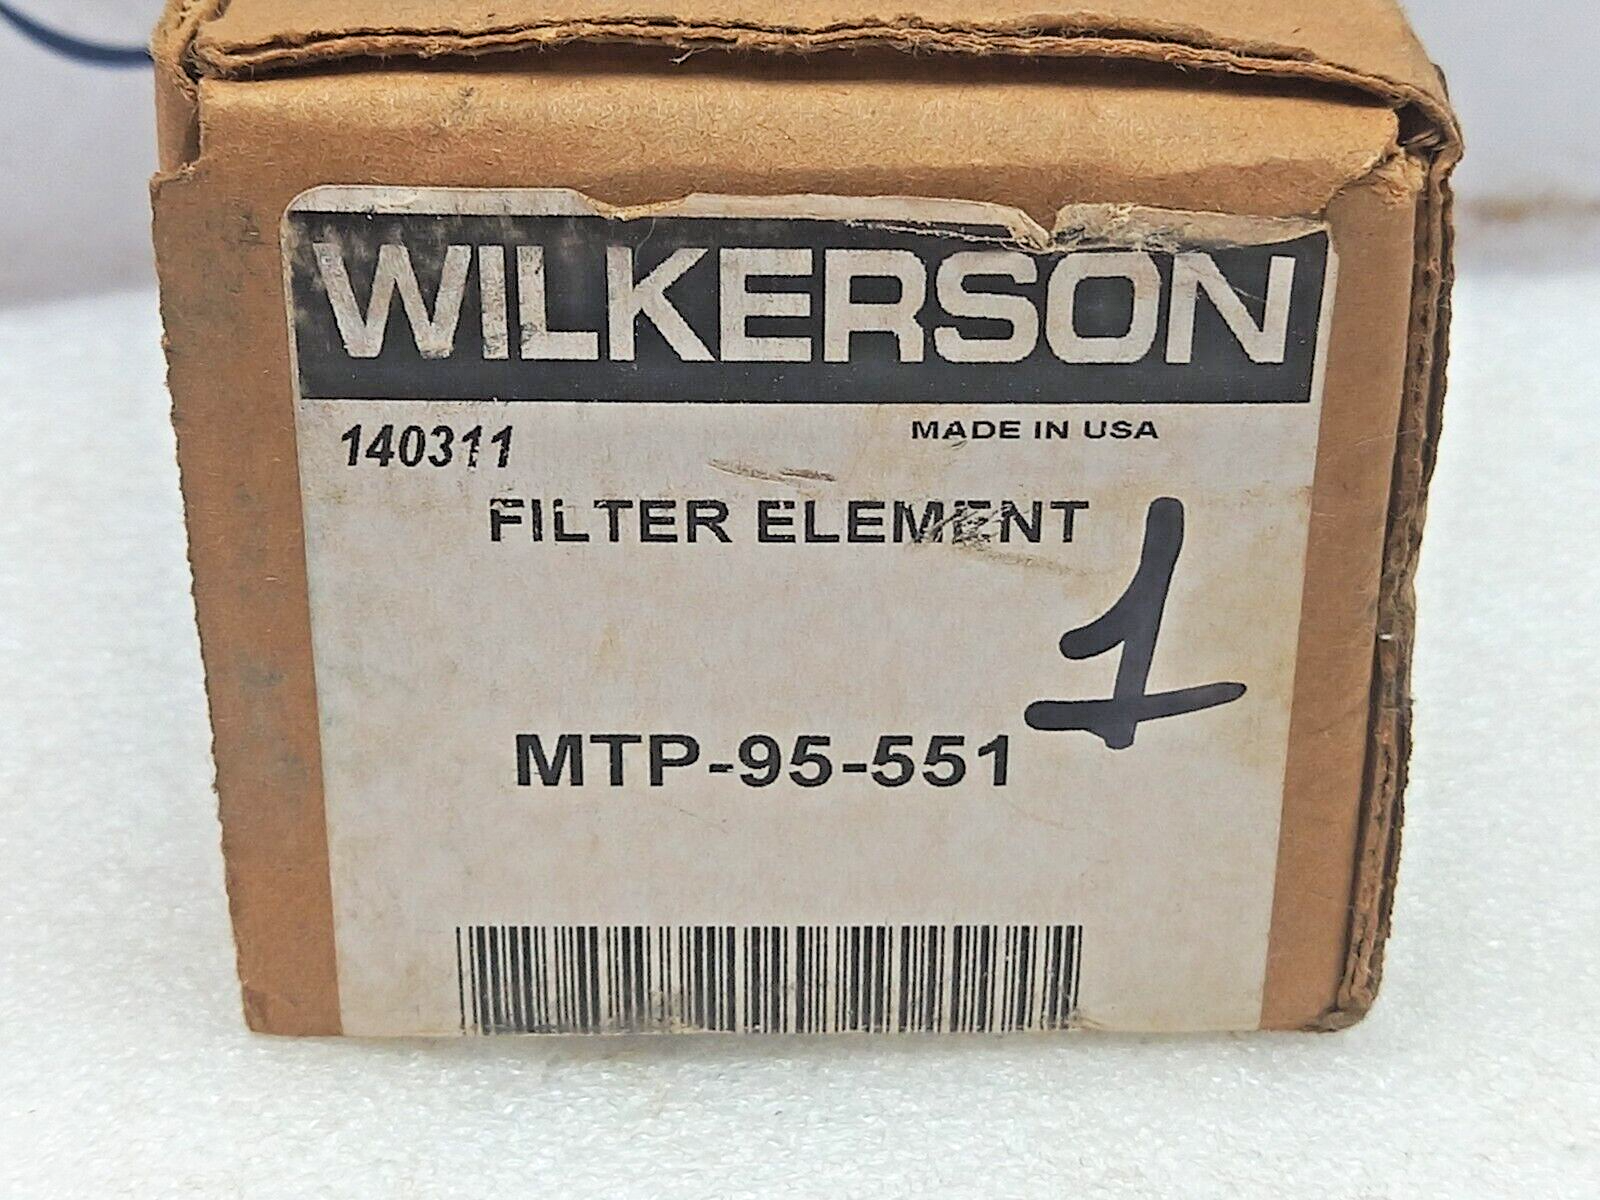 WILKERSON
140311 MADE IN USA
FILTER ELEMENT
1
MTP-95-551